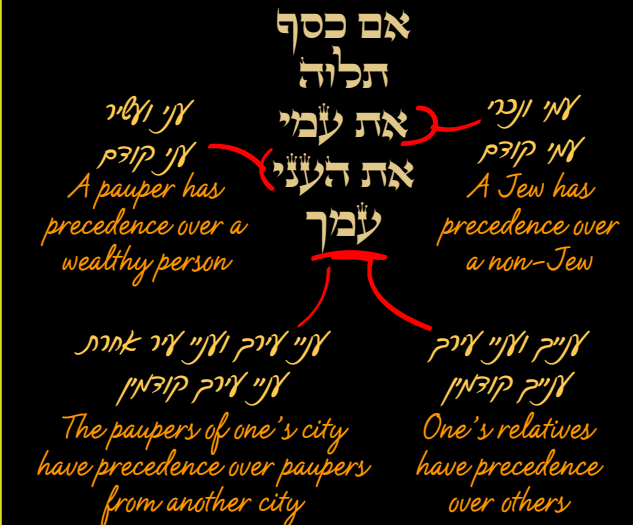 אם כסף
תלוה
את עמי
את העני
עמך
עמי ונכרי
עמי קודם
A Jew has
precedence over
a non-Jew
עני ועשיר
עני קודם
A pauper has
precedence over a
wealthy person
ענייך ועניי עירך
ענייך קודמין
One's relatives
have precedence
over others
עניי עירך ועניי עיר אחרת
עניי עירך קודמין
The paupers of one's city
have precedence over paupers
from another city